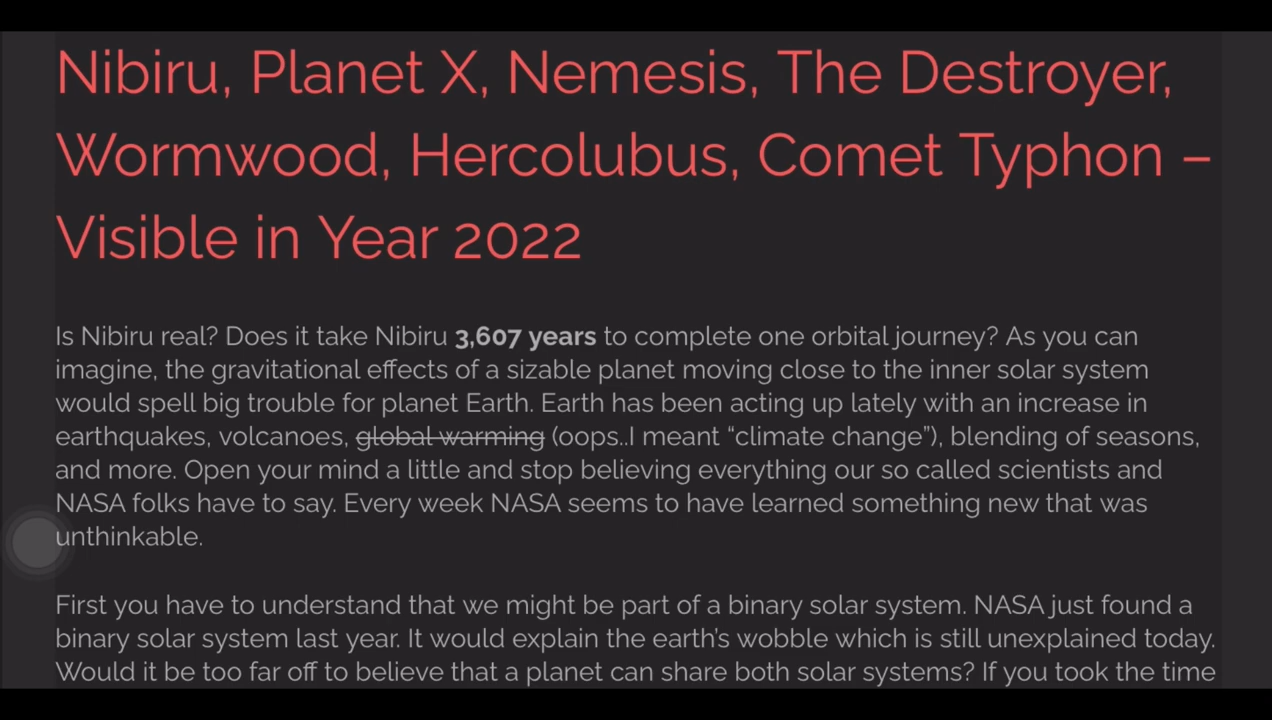 Nibiru, Planet X, Nemesis, The Destroyer,
Wormwood, Hercolubus, Comet Typhon –
Visible in Year 2022
Is Nibiru real? Does it take Nibiru 3,607 years to complete one orbital journey? As you can
imagine, the gravitational effects of a sizable planet moving close to the inner solar system
would spell big trouble for planet Earth. Earth has been acting up lately with an increase in
earthquakes, volcanoes, global warming (oops..I meant “climate change”), blending of seasons,
and more. Open your mind a little and stop believing everything our so called scientists and
NASA folks have to say. Every week NASA seems to have learned something new that was
unthinkable.
First you have to understand that we might be part of a binary solar system. NASA just found a
binary solar system last year. It would explain the earth’s wobble which is still unexplained today.
Would it be too far off to believe that a planet can share both solar systems? If you took the time